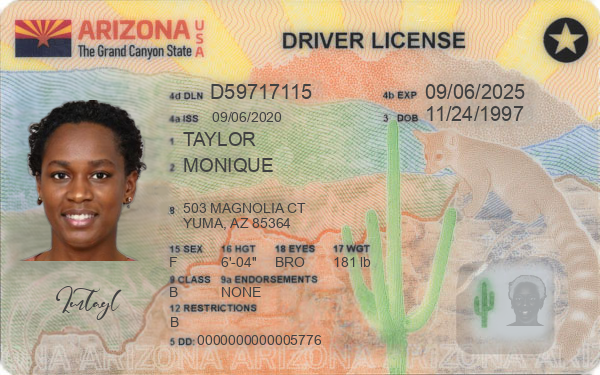 ARIZONA USA
The Grand Canyon State
DRIVER LICENSE
4d DLN D59717115 4b EXP 09/06/2025
4a ISS 09/06/2020 3 DOB 11/24/1997
1 TAYLOR
2 MONIQUE
8 503 MAGNOLIA CT
YUMA, AZ 85364
15 SEX 16 HGT 18 EYES 17 WGT
F 6'-04" BRO 181 lb
9 CLASS 9a ENDORSEMENTS
B NONE
12 RESTRICTIONS
B
5 DD: 0000000000005776
ARIZONA ARIZONA ARIZONA ARIZONA